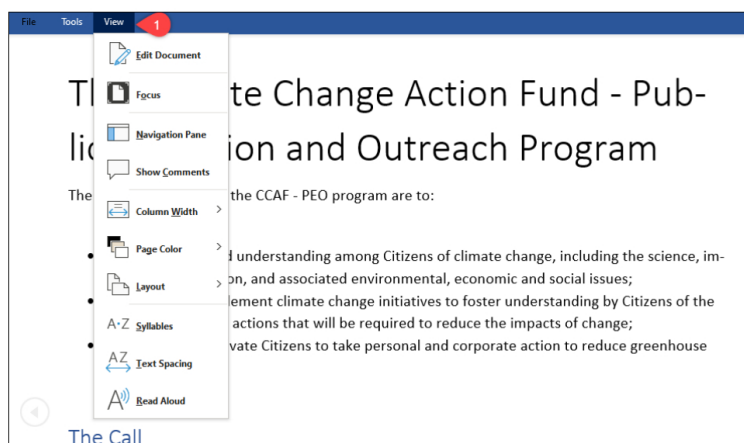 File Tools View 1
Edit Document
Focus
Navigation Pane
Show Comments
Column Width
Page Color
Layout
A-Z Syllables
AZ Text Spacing
A Read Aloud
te Change Action Fund - Pub-
ion and Outreach Program
The the CCAF - PEO program are to:
understanding among Citizens of climate change, including the science, im-
on, and associated environmental, economic and social issues;
lement climate change initiatives to foster understanding by Citizens of the
actions that will be required to reduce the impacts of change;
vate Citizens to take personal and corporate action to reduce greenhouse
The Call